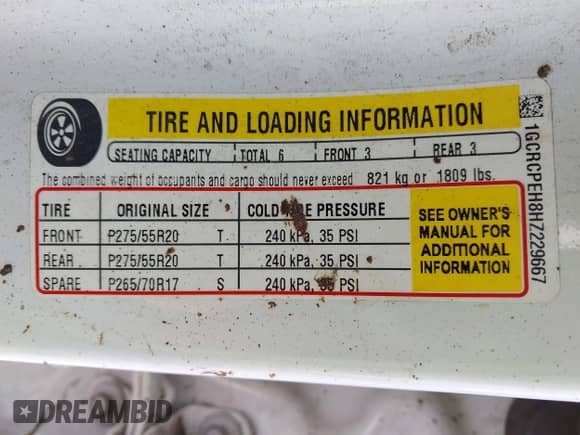 TIRE AND LOADING INFORMATION
SEATING CAPACITY TOTAL 6 FRONT 3 REAR 3
The combined weight of occupants and cargo should never exceed 821 kg or 1809 lbs.
TIRE ORIGINAL SIZE COLD TIRE PRESSURE
FRONT P275/55R20 T 240 kPa, 35 PSI
REAR P275/55R20 T 240 kPa, 35 PSI
SPARE P265/70R17 S 240 kPa, 35 PSI
SEE OWNER'S
MANUAL FOR
ADDITIONAL
INFORMATION
1GCRCPEH8HZ229667
DREAMBID